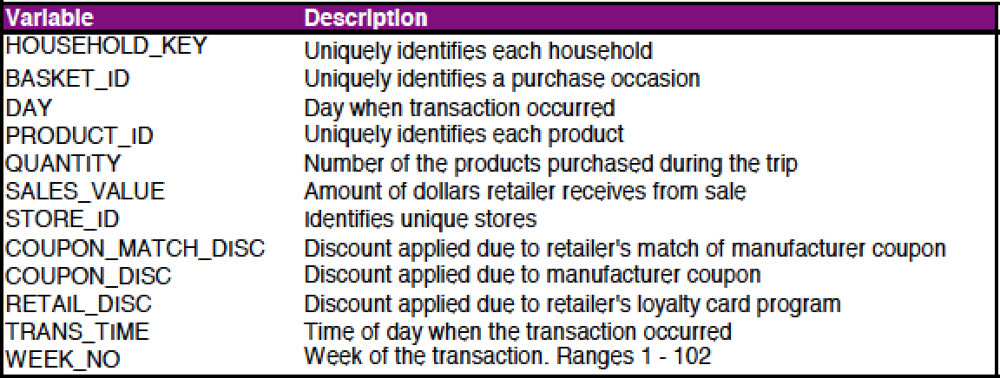 Variable Description
HOUSEHOLD_KEY Uniquely identifies each household
BASKET_ID Uniquely identifies a purchase occasion
DAY Day when transaction occurred
PRODUCT_ID Uniquely identifies each product
QUANTITY Number of the products purchased during the trip
SALES_VALUE Amount of dollars retailer receives from sale
STORE_ID Identifies unique stores
COUPON_MATCH_DISC Discount applied due to retailer's match of manufacturer coupon
COUPON_DISC Discount applied due to manufacturer coupon
RETAIL_DISC Discount applied due to retailer's loyalty card program
TRANS_TIME Time of day when the transaction occurred
WEEK_NO Week of the transaction. Ranges 1 - 102